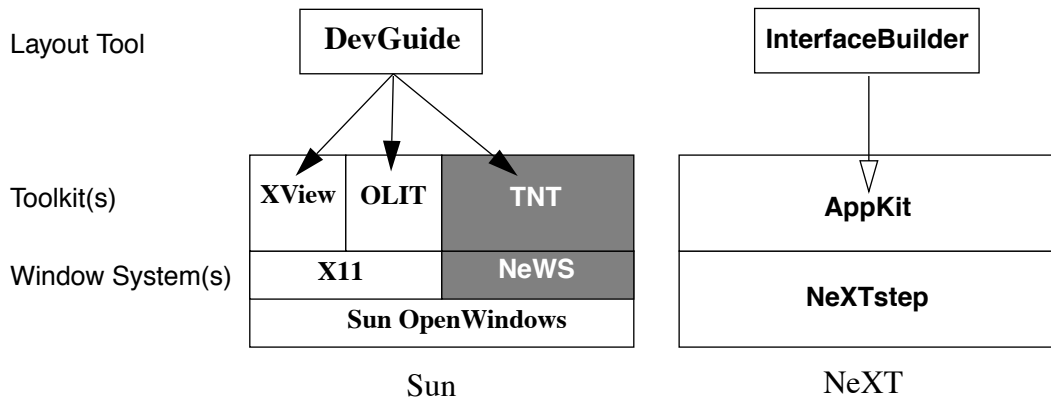 Layout Tool
DevGuide
InterfaceBuilder
Toolkit(s)
XView
OLIT
TNT
AppKit
Window System(s)
X11
NeWS
NeXTstep
Sun OpenWindows
Sun
NeXT